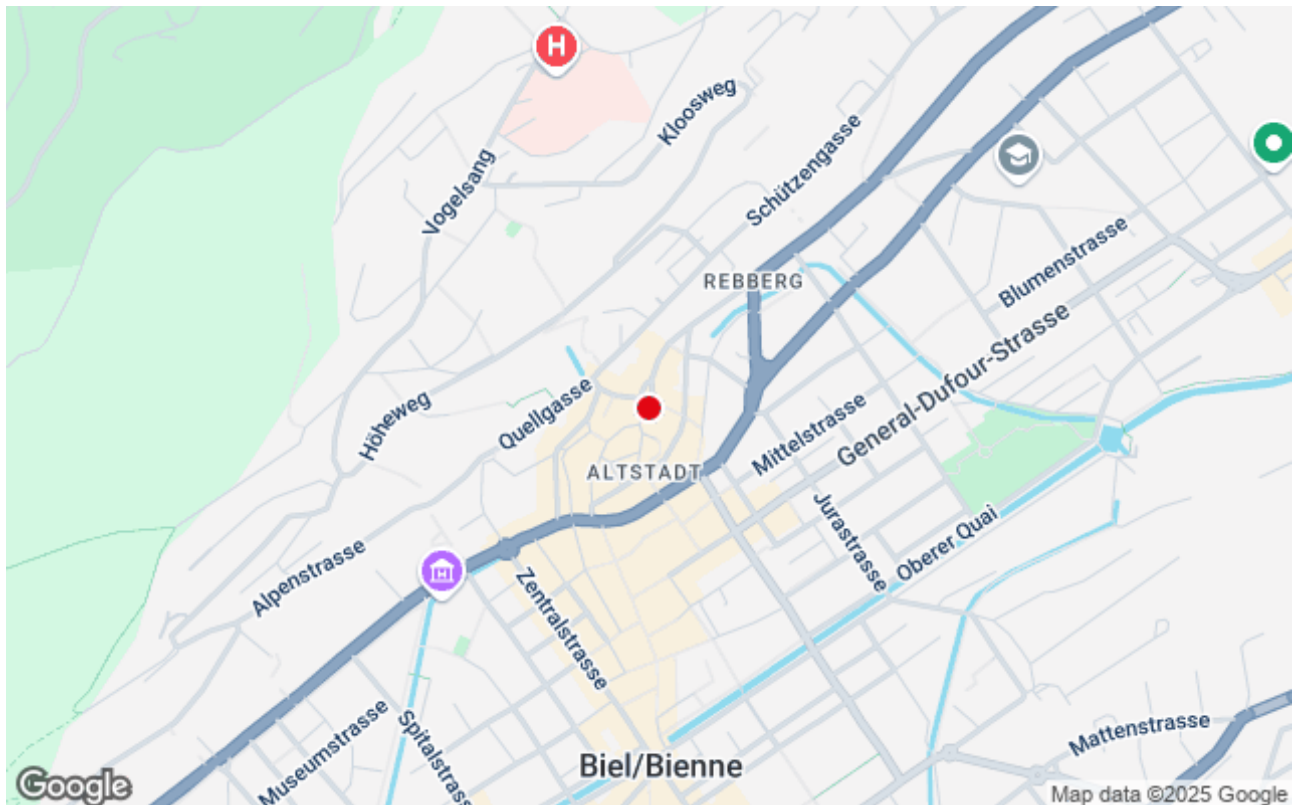 H
Kloosweg
Vogelsang
Schützengasse
REBBERG
Blumenstrasse
General-Dufour-Strasse
Höheweg
Quellgasse
Mittelstrasse
ALTSTADT
Jurastrasse
Oberer Quai
Alpenstrasse
H
Zentralstrasse
Museumstrasse
Spitalstrasse
Mattenstrasse
Biel/Bienne
Google
Map data ©2025 Google